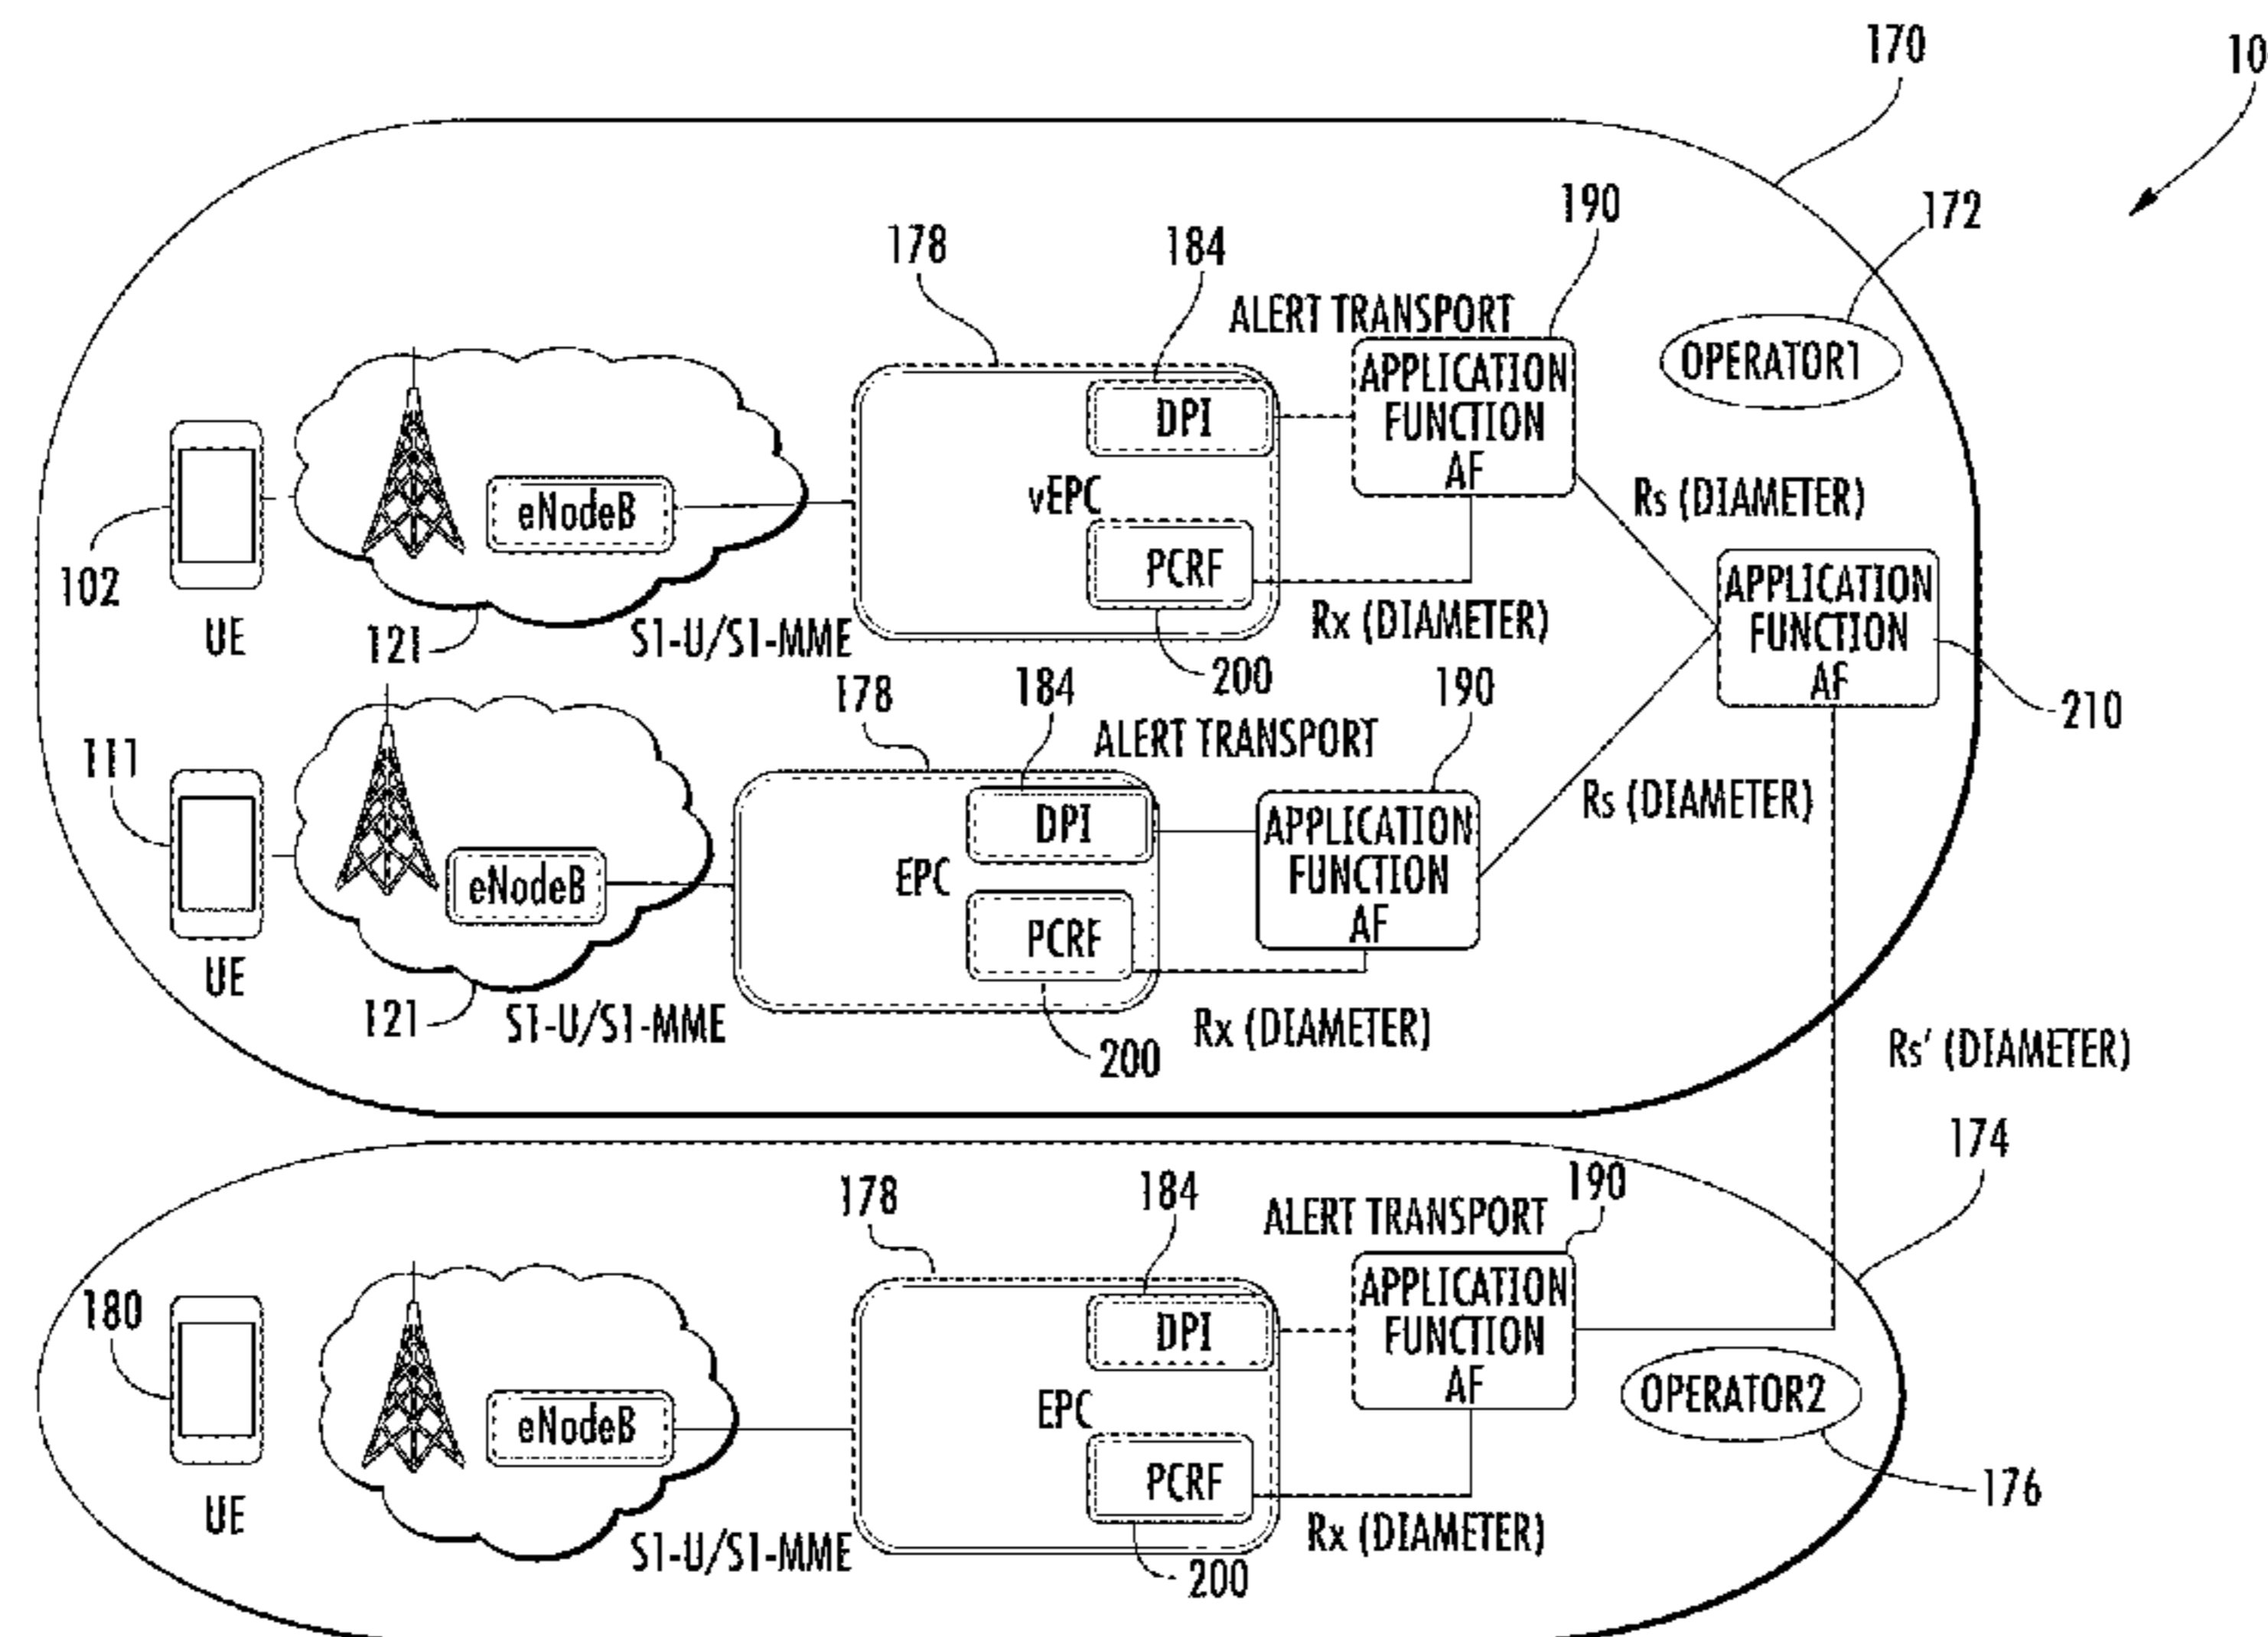 170
10
190
172
178
184
ALERT TRANSPORT
APPLICATION
FUNCTION
AF
OPERATOR1
DPI
eNodeB
vEPC
Rs (DIAMETER)
102
UE
121
S1-U/S1-MME
PCRF
Rx (DIAMETER)
200
APPLICATION
FUNCTION
AF
210
178
184
190
ALERT TRANSPORT
111
UE
eNodeB
EPC
DPI
APPLICATION
FUNCTION
AF
Rs (DIAMETER)
PCRF
121
S1-U/S1-MME
200
Rx (DIAMETER)
Rs' (DIAMETER)
174
178
184
190
ALERT TRANSPORT
180
UE
eNodeB
S1-U/S1-MME
EPC
DPI
APPLICATION
FUNCTION
AF
OPERATOR2
PCRF
176
Rx (DIAMETER)
200